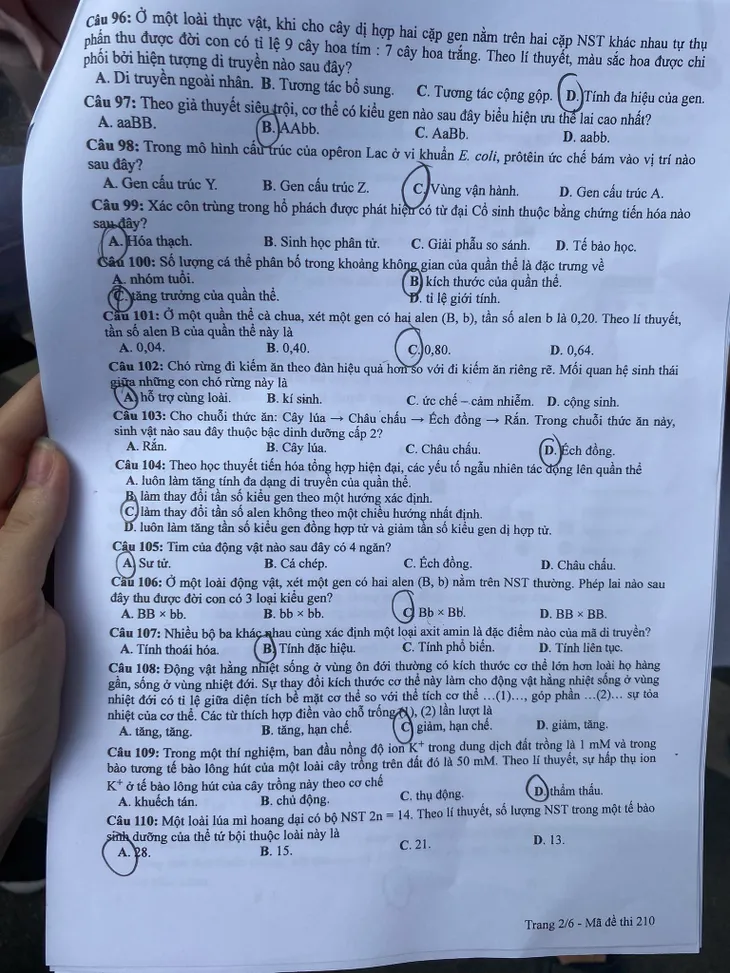 Câu 96: Ở một loài thực vật, khi cho cây dị hợp hai cặp gen nằm trên hai cặp NST khác nhau tự thụ
phấn thu được đời con có tỉ lệ 9 cây hoa tím : 7 cây hoa trắng. Theo lí thuyết, màu sắc hoa được chi
phối bởi hiện tượng di truyền nào sau đây?
A. Di truyền ngoài nhân. B. Tương tác bổ sung. C. Tương tác cộng gộp. D. Tính đa hiệu của gen.
Câu 97: Theo giả thuyết siêu trội, cơ thể có kiểu gen nào sau đây biểu hiện ưu thế lai cao nhất?
A. aaBB. B. AAbb. C. AaBb. D. aabb.
Câu 98: Trong mô hình cấu trúc của opêron Lac ở vi khuẩn E. coli, prôtêin ức chế bám vào vị trí nào
sau đây?
A. Gen cấu trúc Y. B. Gen cấu trúc Z. C. Vùng vận hành. D. Gen cấu trúc A.
Câu 99: Xác côn trùng trong hổ phách được phát hiện có từ đại Cổ sinh thuộc bằng chứng tiến hóa nào
sau đây?
A. Hóa thạch. B. Sinh học phân tử. C. Giải phẫu so sánh. D. Tế bào học.
Câu 100: Số lượng cá thể phân bố trong khoảng không gian của quần thể là đặc trưng về
A. nhóm tuổi. B. kích thước của quần thể.
C. tăng trưởng của quần thể. D. tỉ lệ giới tính.
Câu 101: Ở một quần thể cà chua, xét một gen có hai alen (B, b), tần số alen b là 0,20. Theo lí thuyết,
tần số alen B của quần thể này là
A. 0,04. B. 0,40. C. 0,80. D. 0,64.
Câu 102: Chó rừng đi kiếm ăn theo đàn hiệu quả hơn so với đi kiếm ăn riêng rẽ. Mối quan hệ sinh thái
giữa những con chó rừng này là
A. hỗ trợ cùng loài. B. kí sinh. C. ức chế – cảm nhiễm. D. cộng sinh.
Câu 103: Cho chuỗi thức ăn: Cây lúa → Châu chấu → Ếch đồng → Rắn. Trong chuỗi thức ăn này,
sinh vật nào sau đây thuộc bậc dinh dưỡng cấp 2?
A. Rắn. B. Cây lúa. C. Châu chấu. D. Ếch đồng.
Câu 104: Theo học thuyết tiến hóa tổng hợp hiện đại, các yếu tố ngẫu nhiên tác động lên quần thể
A. luôn làm tăng tính đa dạng di truyền của quần thể.
B. làm thay đổi tần số kiểu gen theo một hướng xác định.
C. làm thay đổi tần số alen không theo một chiều hướng nhất định.
D. luôn làm tăng tần số kiểu gen đồng hợp tử và giảm tần số kiểu gen dị hợp tử.
Câu 105: Tim của động vật nào sau đây có 4 ngăn?
A. Sư tử. B. Cá chép. C. Ếch đồng. D. Châu chấu.
Câu 106: Ở một loài động vật, xét một gen có hai alen (B, b) nằm trên NST thường. Phép lai nào sau
đây thu được đời con có 3 loại kiểu gen?
A. BB × bb. B. bb × bb. C. Bb × Bb. D. BB × BB.
Câu 107: Nhiều bộ ba khác nhau cùng xác định một loại axit amin là đặc điểm nào của mã di truyền?
A. Tính thoái hóa. B. Tính đặc hiệu. C. Tính phổ biến. D. Tính liên tục.
Câu 108: Động vật hằng nhiệt sống ở vùng ôn đới thường có kích thước cơ thể lớn hơn loài họ hàng
gần, sống ở vùng nhiệt đới. Sự thay đổi kích thước cơ thể này làm cho động vật hằng nhiệt sống ở vùng
nhiệt đới có tỉ lệ giữa diện tích bề mặt cơ thể so với thể tích cơ thể …(1)…, góp phần …(2)… sự tỏa
nhiệt của cơ thể. Các từ thích hợp điền vào chỗ trống (1), (2) lần lượt là
A. tăng, tăng. B. tăng, hạn chế. C. giảm, hạn chế. D. giảm, tăng.
Câu 109: Trong một thí nghiệm, ban đầu nồng độ ion K⁺ trong dung dịch đất trồng là 1 mM và trong
bào tương tế bào lông hút của một loài cây trồng trên đất đó là 50 mM. Theo lí thuyết, sự hấp thụ ion
K⁺ ở tế bào lông hút của cây trồng này theo cơ chế
A. khuếch tán. B. chủ động. C. thụ động. D. thẩm thấu.
Câu 110: Một loài lúa mì hoang dại có bộ NST 2n = 14. Theo lí thuyết, số lượng NST trong một tế bào
sinh dưỡng của thể tứ bội thuộc loài này là
A. 28. B. 15. C. 21. D. 13.
Trang 2/6 - Mã đề thi 210